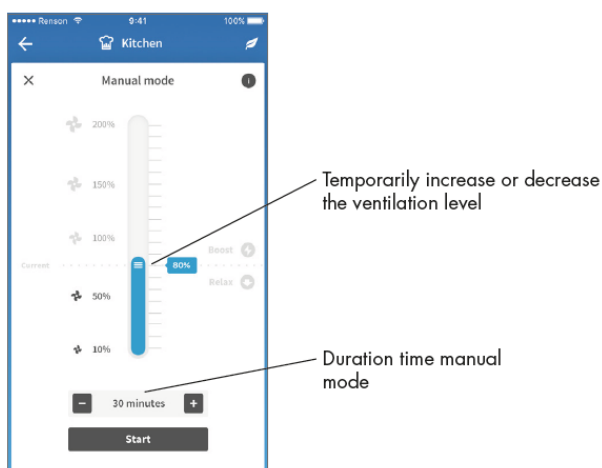 Renson 9:41 100%
Kitchen
Manual mode
200%
150%
100%
Boost
Current 80%
Relax
50%
10%
30 minutes
Start
Temporarily increase or decrease
the ventilation level
Duration time manual
mode